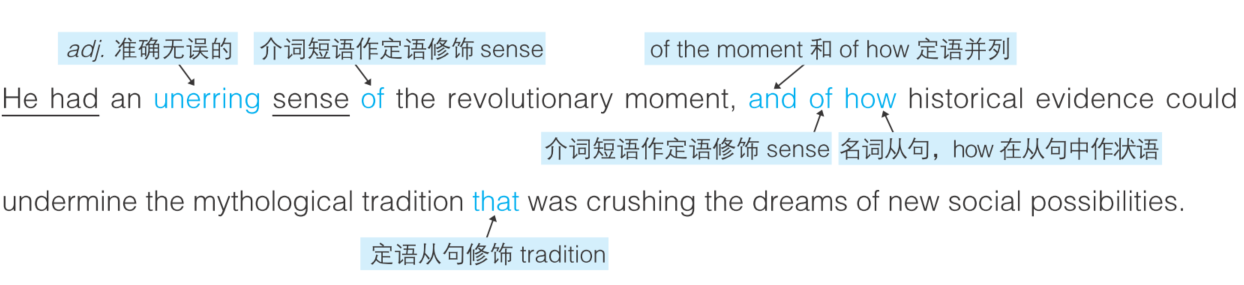 adj. 准确无误的 介词短语作定语修饰 sense of the moment 和 of how 定语并列
He had an unerring sense of the revolutionary moment, and of how historical evidence could
介词短语作定语修饰 sense 名词从句，how 在从句中作状语
undermine the mythological tradition that was crushing the dreams of new social possibilities.
定语从句修饰 tradition